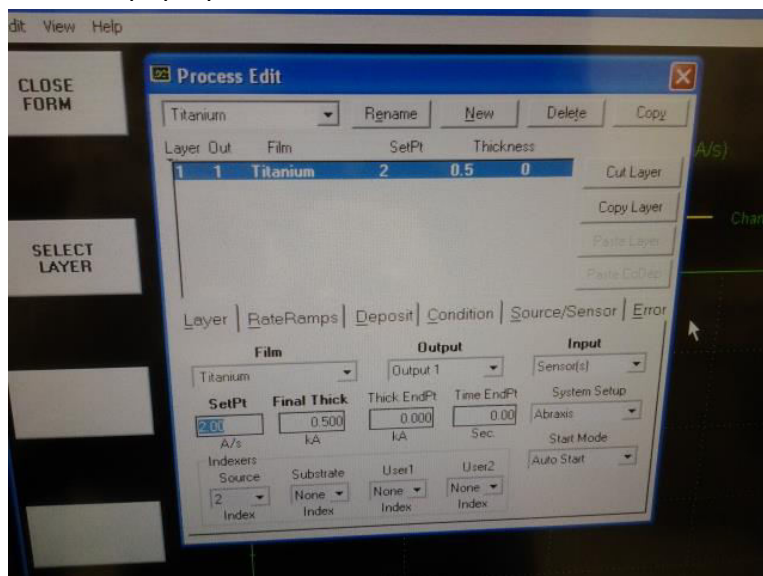 dit View Help
CLOSE
FORM
Process Edit
Titanium Rename New Delete Copy
Layer Out Film SetPt Thickness
1 1 Titanium 2 0.5 0
Cut Layer
Copy Layer
Paste Layer
Paste CoDep
A/s)
Chan
SELECT
LAYER
Layer RateRamps Deposit Condition Source/Sensor Error
Film Output Input
Titanium Output 1 Sensor(s)
SetPt Final Thick Thick EndPt Time EndPt System Setup
2.00 0.500 0.000 0.00 Abraxis
A/s kA kA Sec. Start Mode
Indexers Auto Start
Source Substrate User1 User2
2 None None None
Index Index Index Index